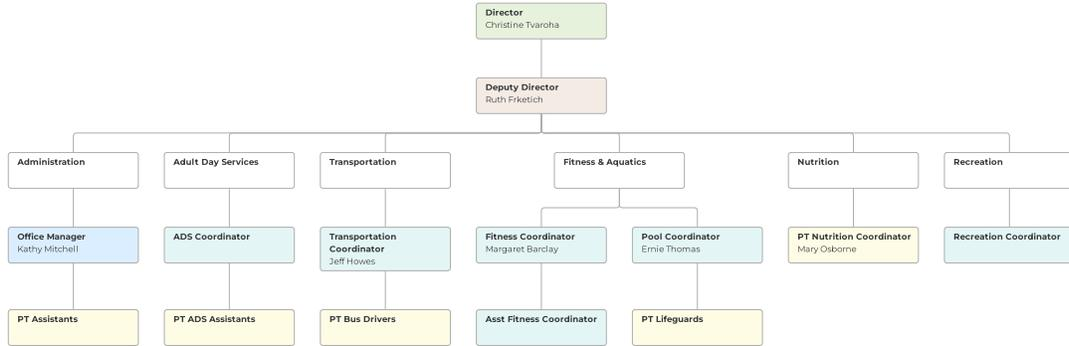 Director
Christine Tvaroha
Deputy Director
Ruth Frketich
Administration
Adult Day Services
Transportation
Fitness & Aquatics
Nutrition
Recreation
Office Manager
Kathy Mitchell
ADS Coordinator
Transportation
Coordinator
Jeff Howes
Fitness Coordinator
Margaret Barclay
Pool Coordinator
Ernie Thomas
PT Nutrition Coordinator
Mary Osborne
Recreation Coordinator
PT Assistants
PT ADS Assistants
PT Bus Drivers
Asst Fitness Coordinator
PT Lifeguards